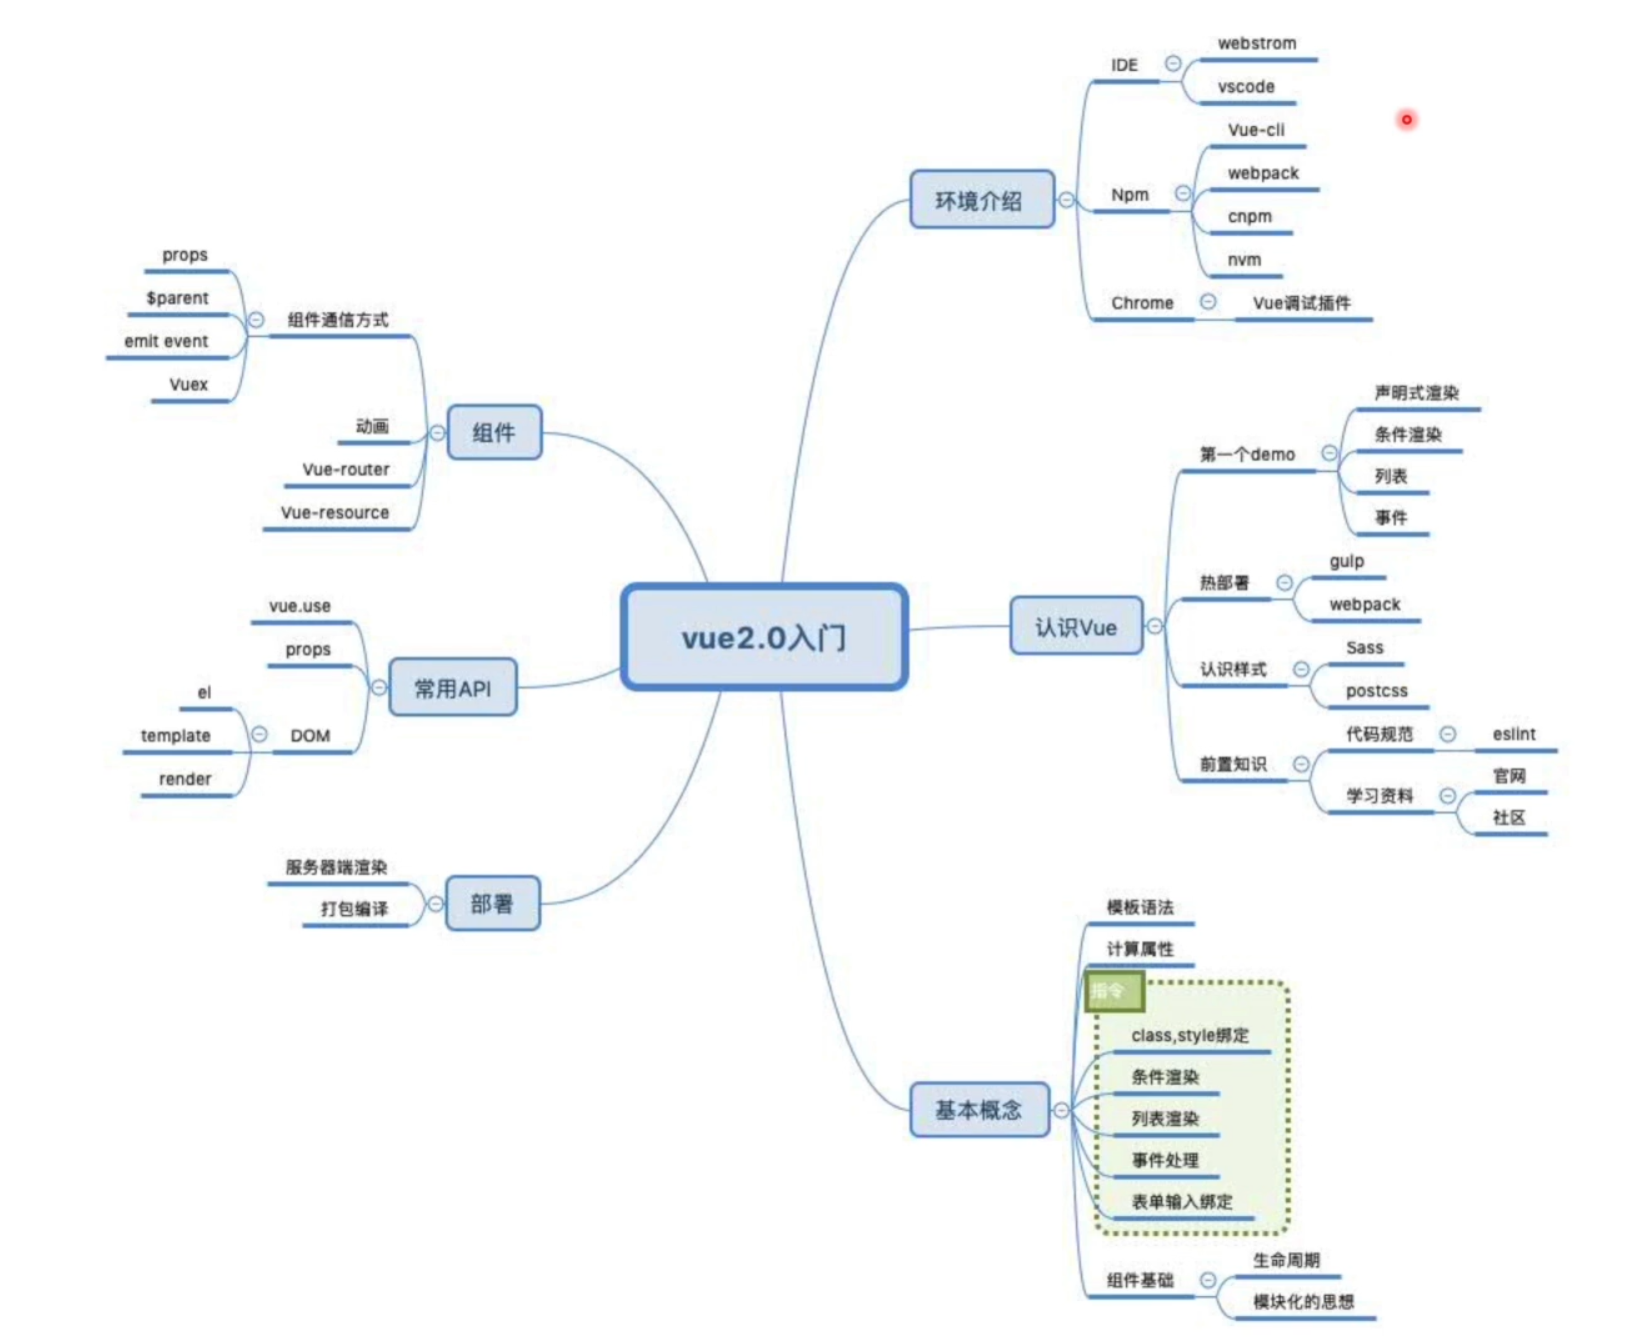 vue2.0入门
环境介绍
IDE
webstrom
vscode
Npm
Vue-cli
webpack
cnpm
nvm
Chrome
Vue调试插件
认识Vue
第一个demo
声明式渲染
条件渲染
列表
事件
热部署
gulp
webpack
认识样式
Sass
postcss
前置知识
代码规范
eslint
学习资料
官网
社区
基本概念
模板语法
计算属性
指令
class,style绑定
条件渲染
列表渲染
事件处理
表单输入绑定
组件基础
生命周期
模块化的思想
组件
组件通信方式
props
$parent
emit event
Vuex
动画
Vue-router
Vue-resource
常用API
vue.use
props
DOM
el
template
render
部署
服务器端渲染
打包编译